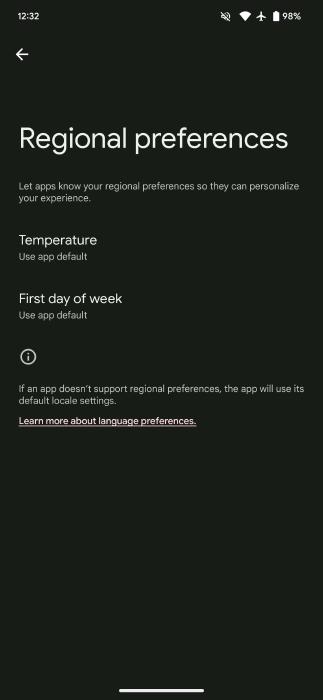 12:32
98%
Regional preferences
Let apps know your regional preferences so they can personalize
your experience.
Temperature
Use app default
First day of week
Use app default
If an app doesn't support regional preferences, the app will use its
default locale settings.
Learn more about language preferences.